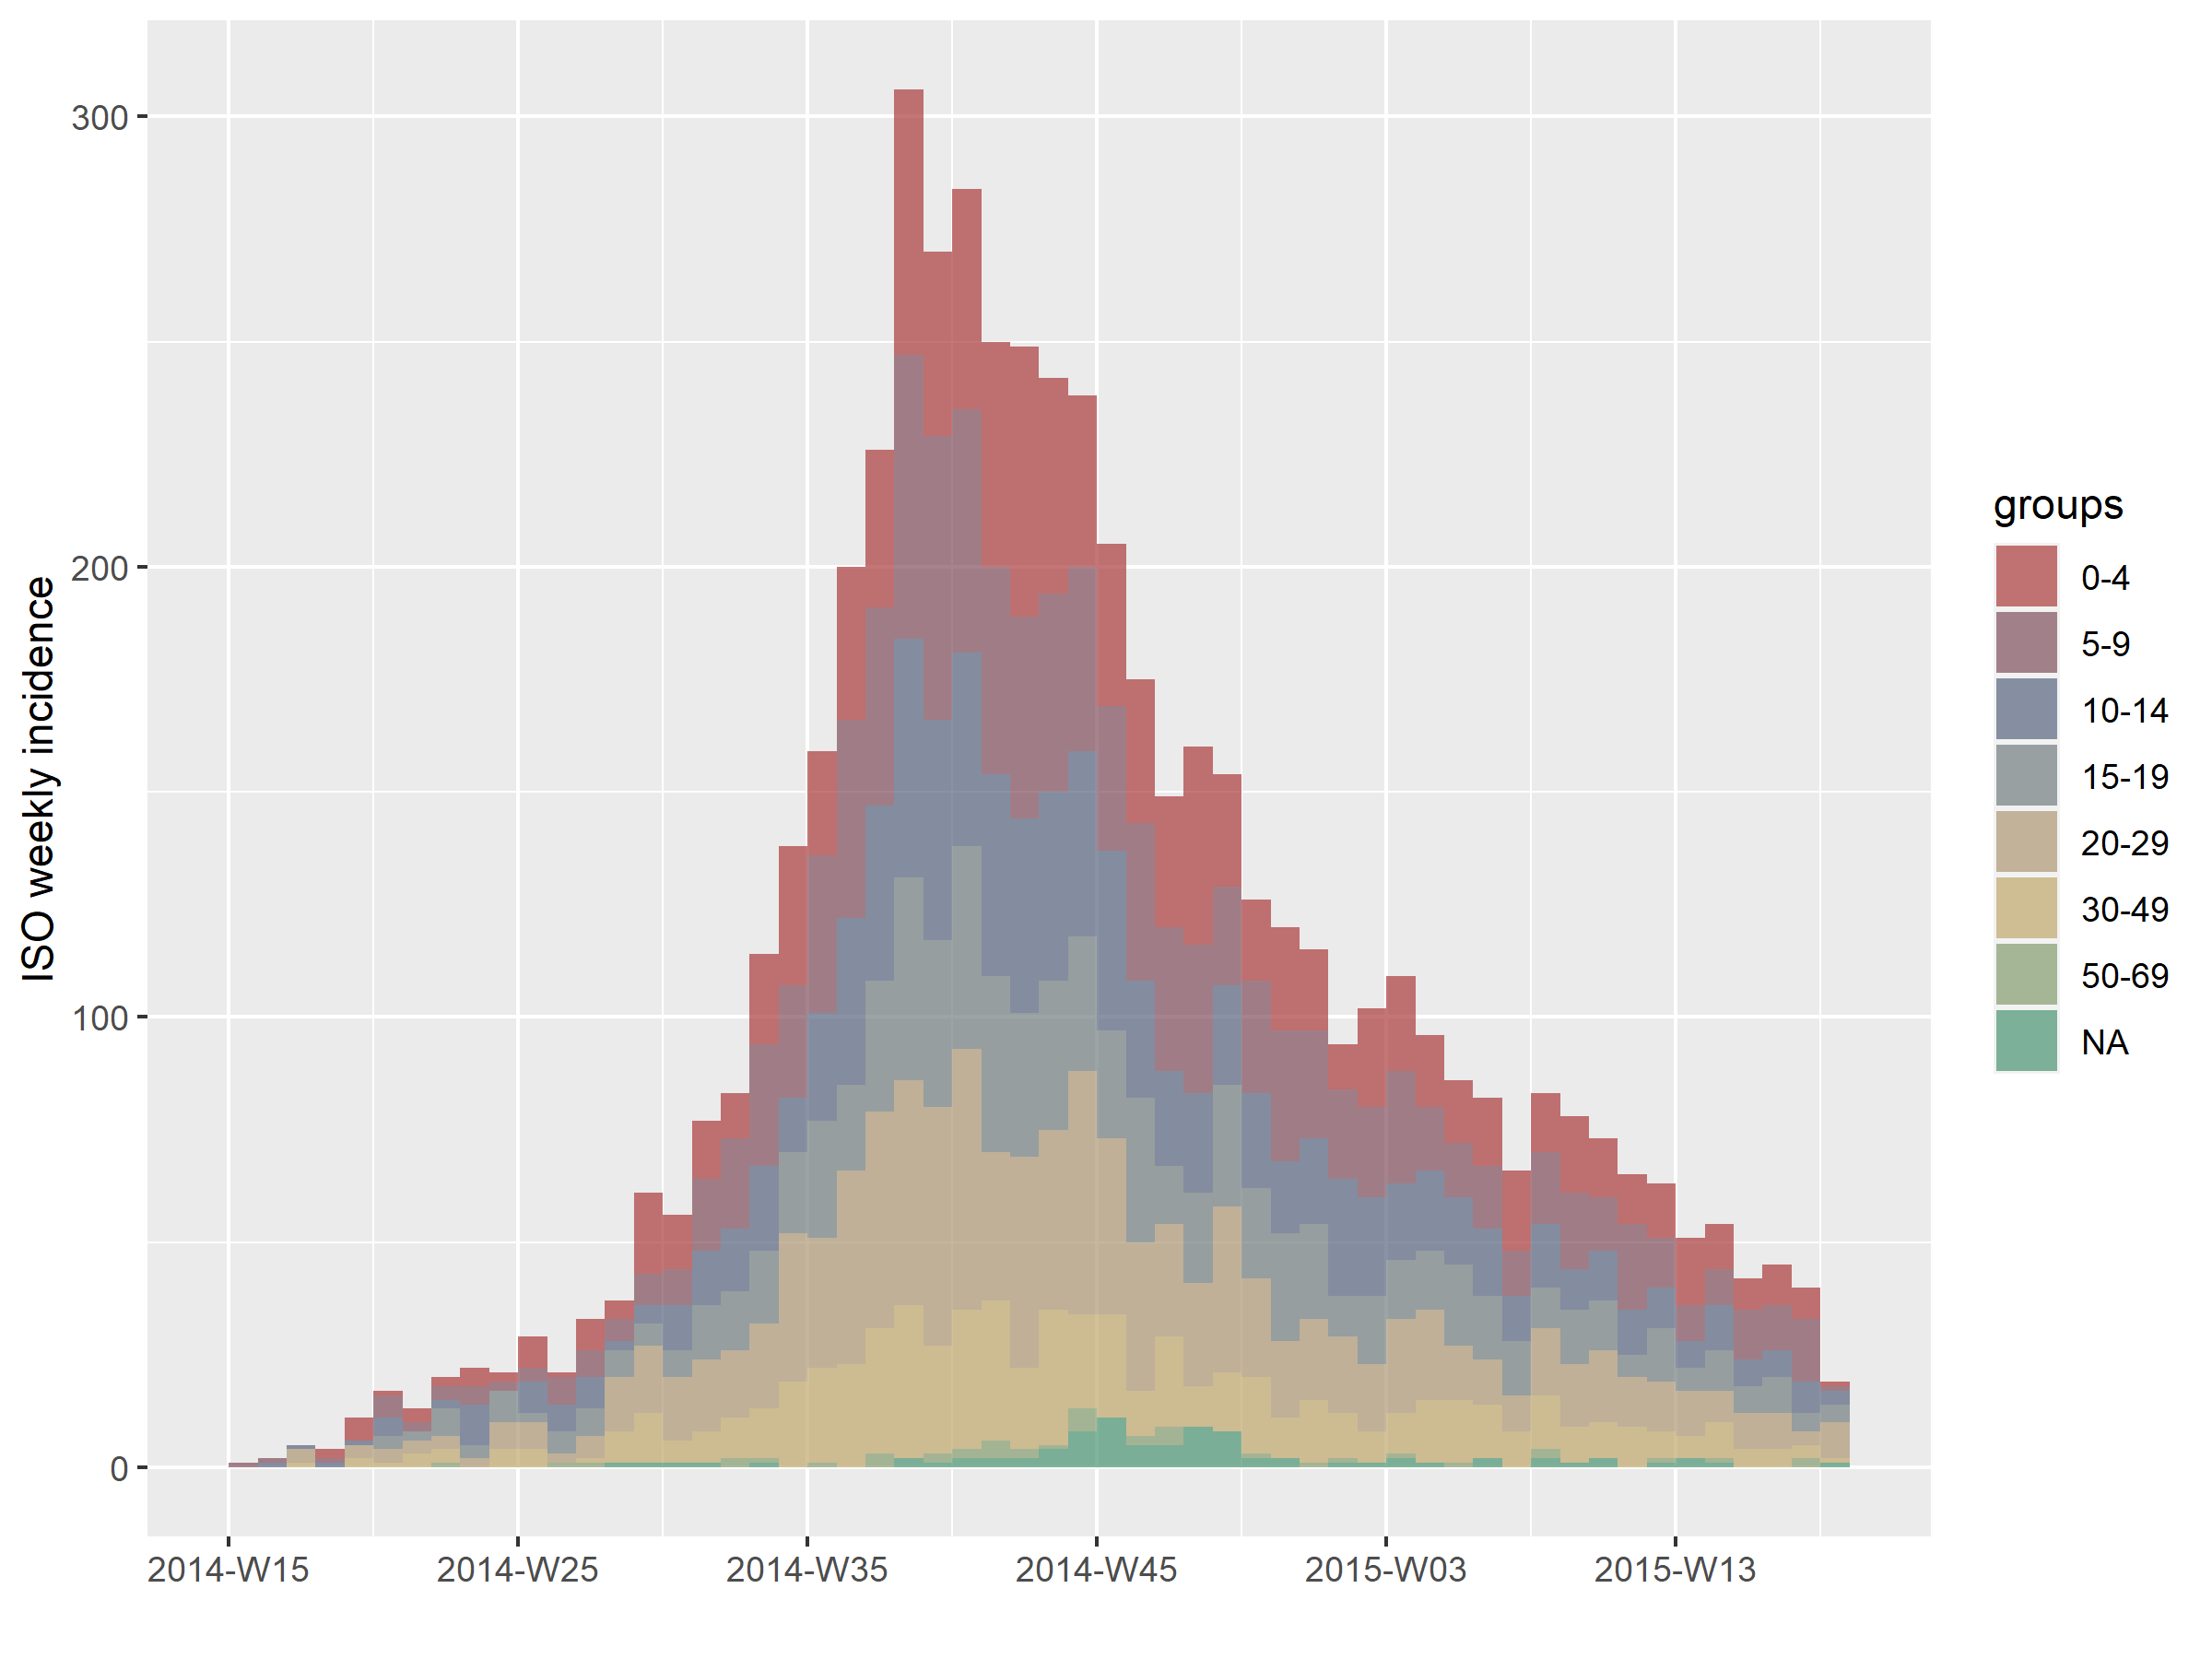 ISO weekly incidence
300
200
100
0
2014-W15
2014-W25
2014-W35
2014-W45
2015-W03
2015-W13
groups
0-4
5-9
10-14
15-19
20-29
30-49
50-69
NA